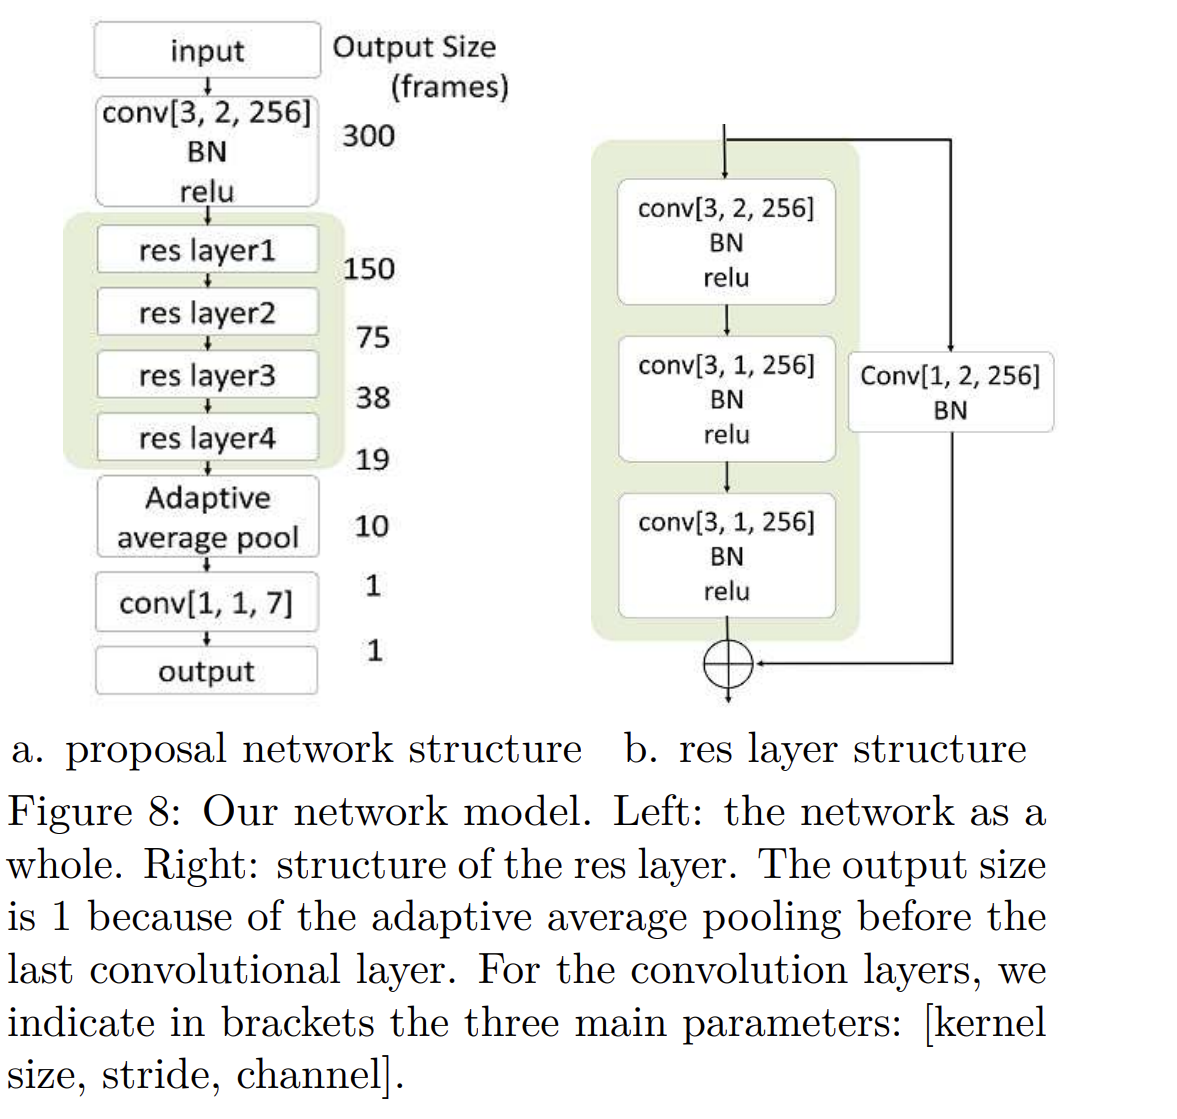 input
Output Size
(frames)
conv[3, 2, 256]
BN
relu
300
res layer1
150
res layer2
75
res layer3
38
res layer4
19
Adaptive
average pool
10
conv[1, 1, 7]
1
output
1
conv[3, 2, 256]
BN
relu
conv[3, 1, 256]
BN
relu
Conv[1, 2, 256]
BN
conv[3, 1, 256]
BN
relu
a. proposal network structure
b. res layer structure
Figure 8: Our network model. Left: the network as a
whole. Right: structure of the res layer. The output size
is 1 because of the adaptive average pooling before the
last convolutional layer. For the convolution layers, we
indicate in brackets the three main parameters: [kernel
size, stride, channel].